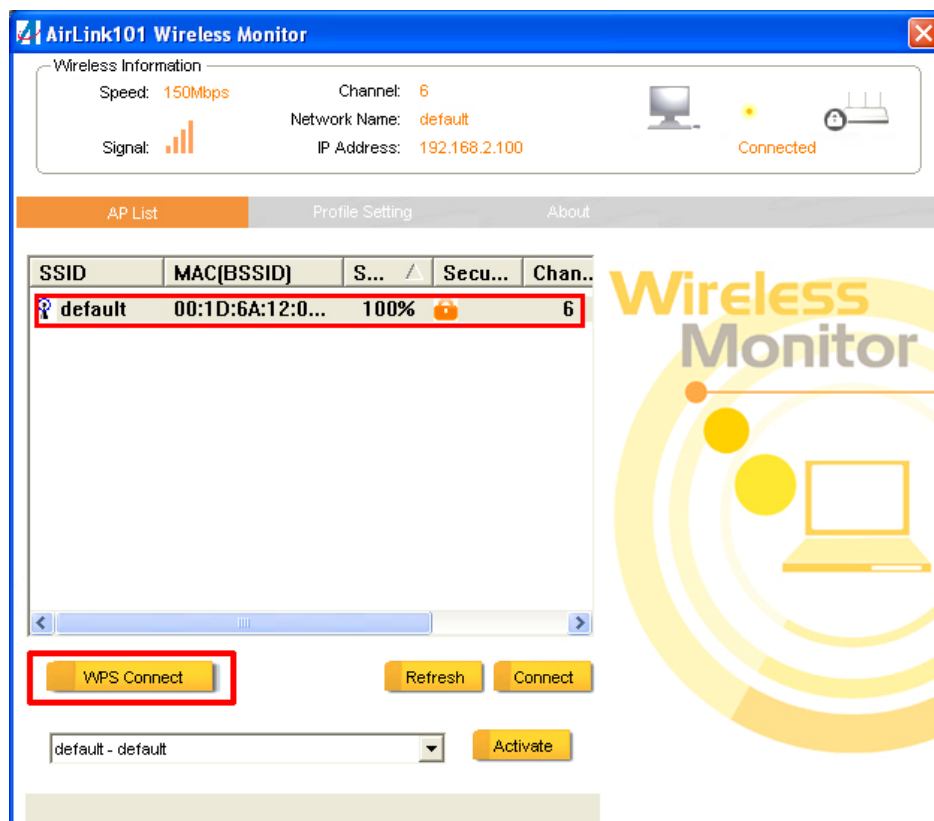 AirLink101 Wireless Monitor
Wireless Information
Speed: 150Mbps
Channel: 6
Network Name: default
Signal:
IP Address: 192.168.2.100
Connected
AP List Profile Setting About
SSID MAC(BSSID) S... Secu... Chan..
default 00:1D:6A:12:0... 100% 6
Wireless
Monitor
WPS Connect Refresh Connect
default - default Activate